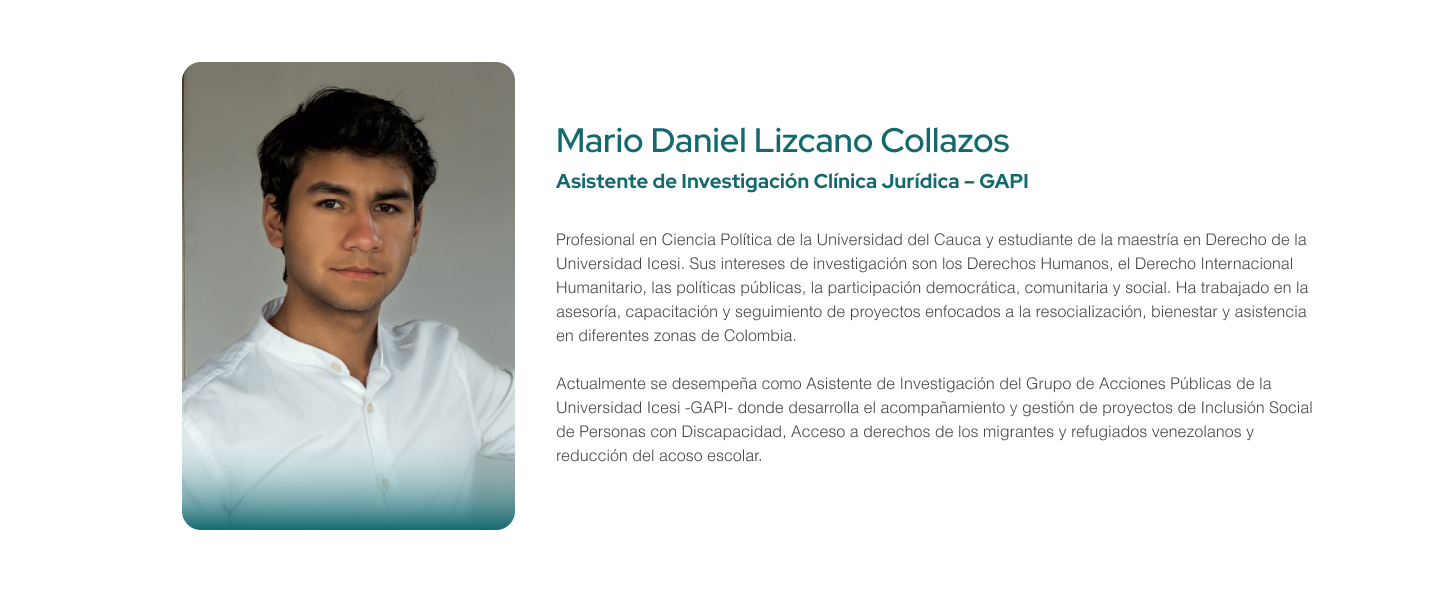 Mario Daniel Lizcano Collazos
Asistente de Investigación Clínica Jurídica – GAPI
Profesional en Ciencia Política de la Universidad del Cauca y estudiante de la maestría en Derecho de la
Universidad Icesi. Sus intereses de investigación son los Derechos Humanos, el Derecho Internacional
Humanitario, las políticas públicas, la participación democrática, comunitaria y social. Ha trabajado en la
asesoría, capacitación y seguimiento de proyectos enfocados a la resocialización, bienestar y asistencia
en diferentes zonas de Colombia.
Actualmente se desempeña como Asistente de Investigación del Grupo de Acciones Públicas de la
Universidad Icesi -GAPI- donde desarrolla el acompañamiento y gestión de proyectos de Inclusión Social
de Personas con Discapacidad, Acceso a derechos de los migrantes y refugiados venezolanos y
reducción del acoso escolar.